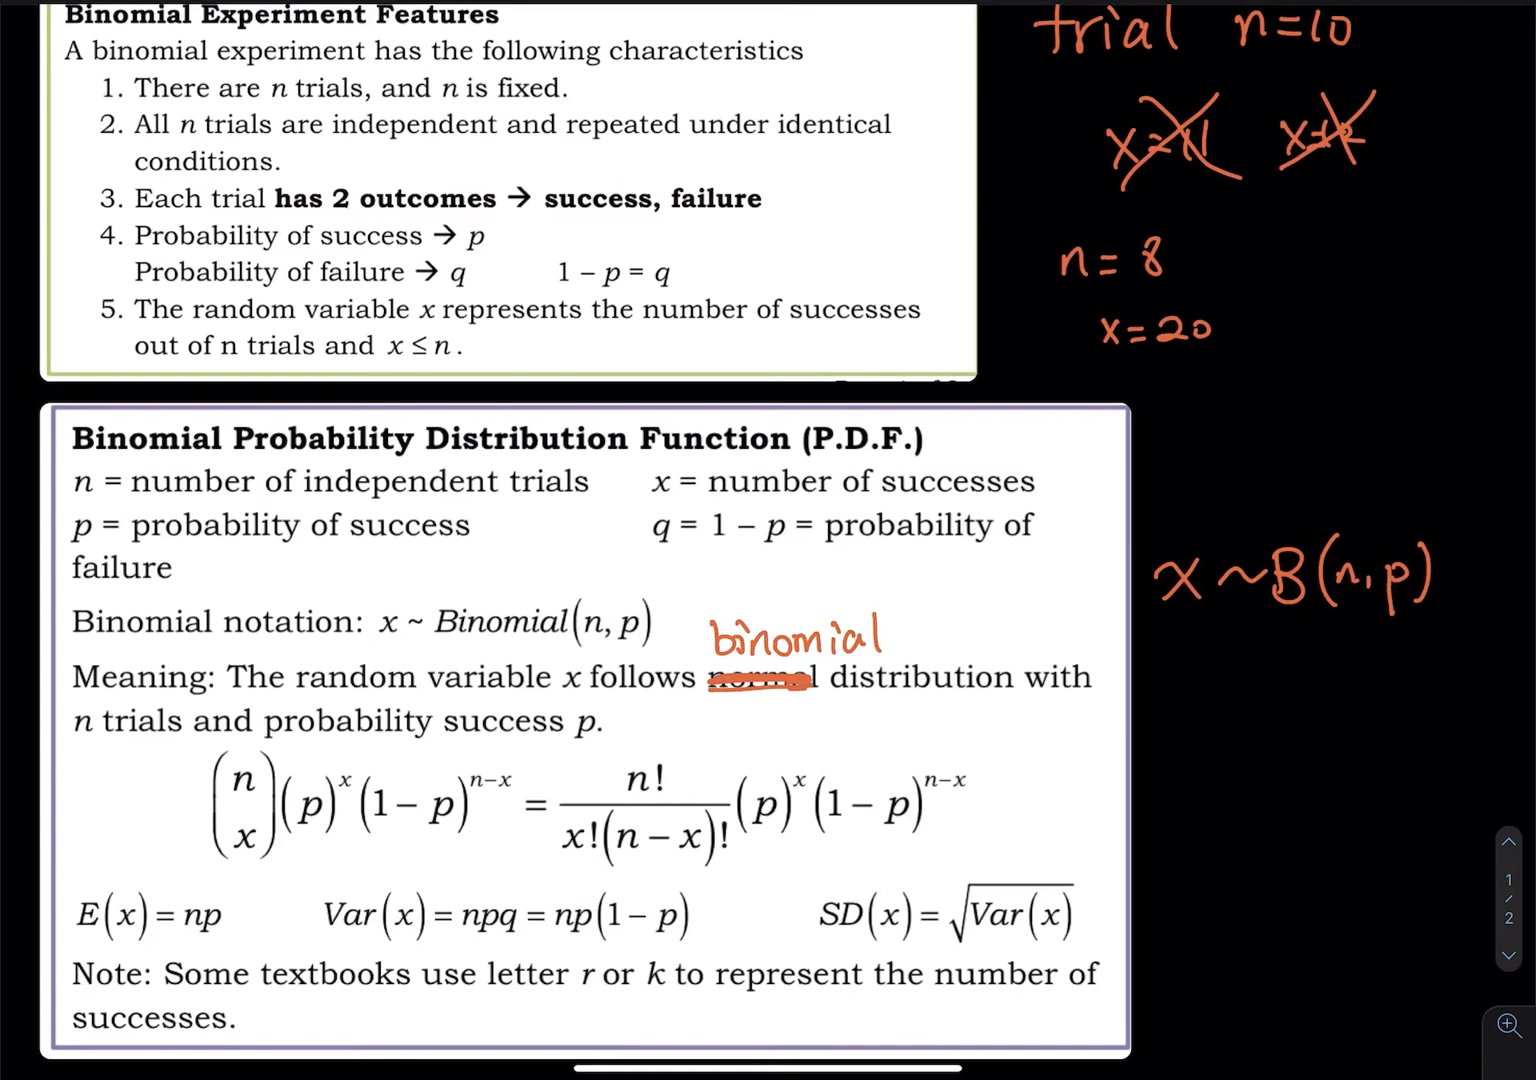 Binomial Experiment Features
A binomial experiment has the following characteristics
1. There are n trials, and n is fixed.
2. All n trials are independent and repeated under identical
conditions.
3. Each trial has 2 outcomes → success, failure
4. Probability of success → p
Probability of failure → q 1 – p = q
5. The random variable x represents the number of successes
out of n trials and x ≤ n.
trial n=10
n = 8
x = 20
Binomial Probability Distribution Function (P.D.F.)
n = number of independent trials x = number of successes
p = probability of success q = 1 – p = probability of
failure
Binomial notation: x ~ Binomial(n, p)
x ~ B(n, p)
binomial
Meaning: The random variable x follows normal distribution with
n trials and probability success p.
(n x)(p)^x (1 – p)^{n–x} = n! / x!(n – x)! (p)^x (1 – p)^{n–x}
E(x) = np Var(x) = npq = np(1 – p) SD(x) = √Var(x)
Note: Some textbooks use letter r or k to represent the number of
successes.
1
/
2